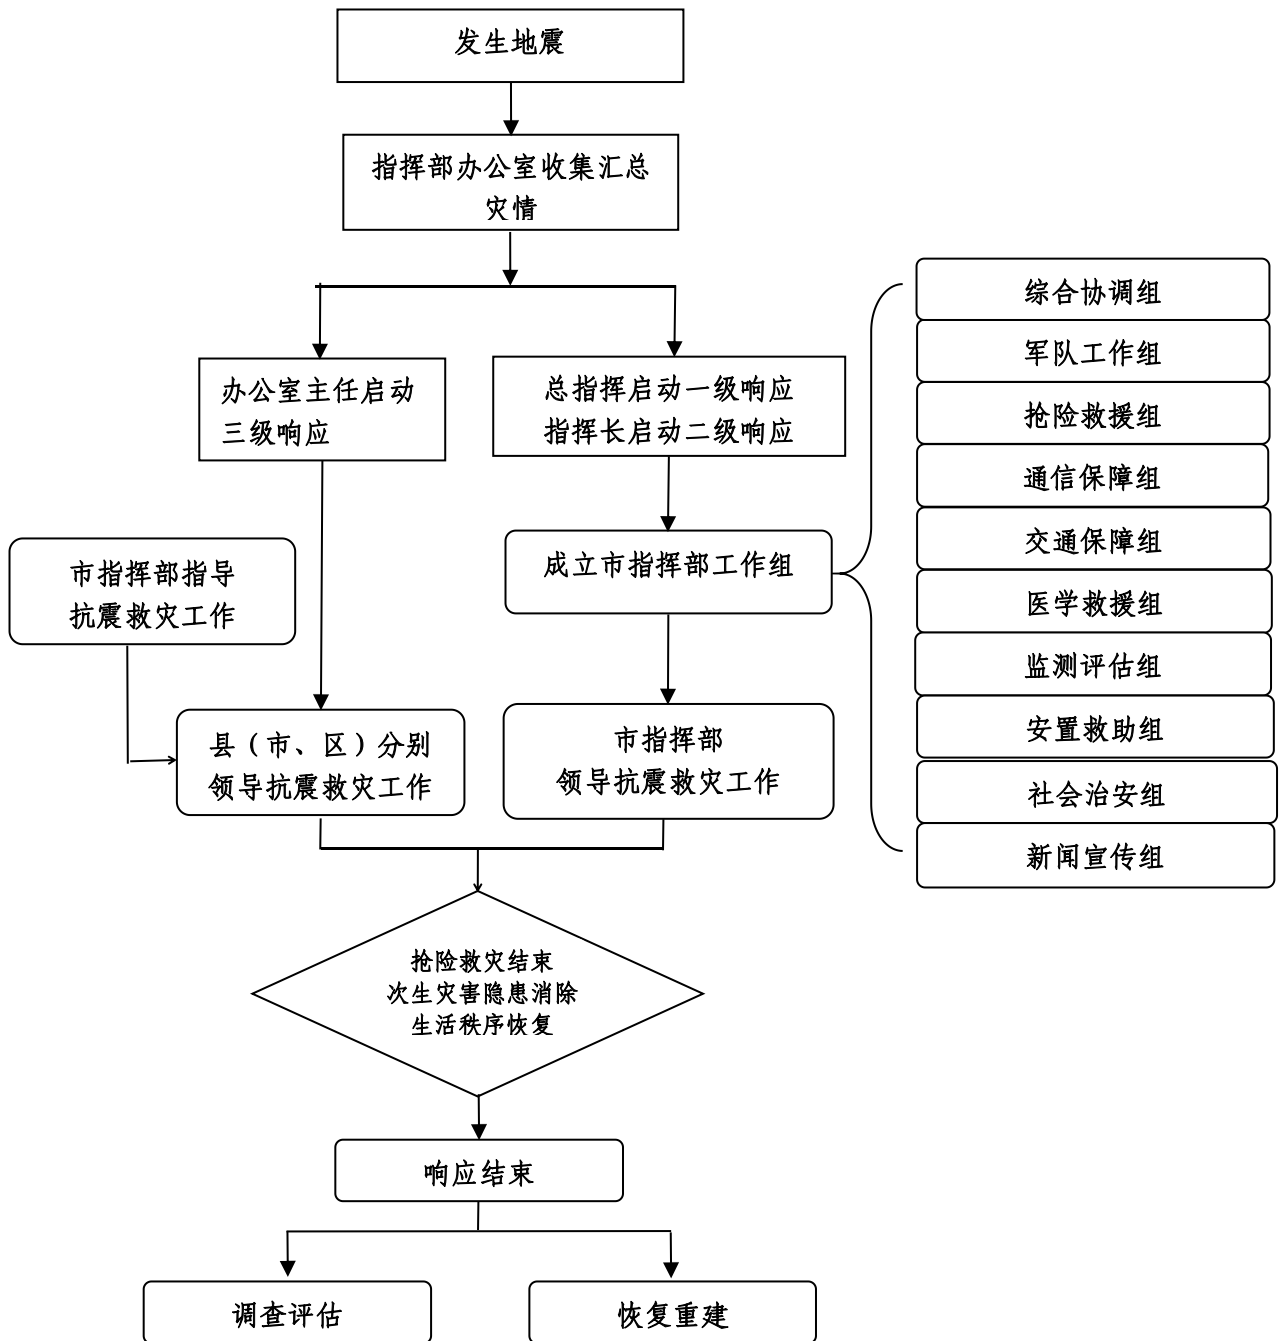 发生地震
指挥部办公室收集汇总
灾情
办公室主任启动
三级响应
总指挥启动一级响应
指挥长启动二级响应
市指挥部指导
抗震救灾工作
成立市指挥部工作组
县（市、区）分别
领导抗震救灾工作
市指挥部
领导抗震救灾工作
综合协调组
军队工作组
抢险救援组
通信保障组
交通保障组
医学救援组
监测评估组
安置救助组
社会治安组
新闻宣传组
抢险救灾结束
次生灾害隐患消除
生活秩序恢复
响应结束
调查评估
恢复重建